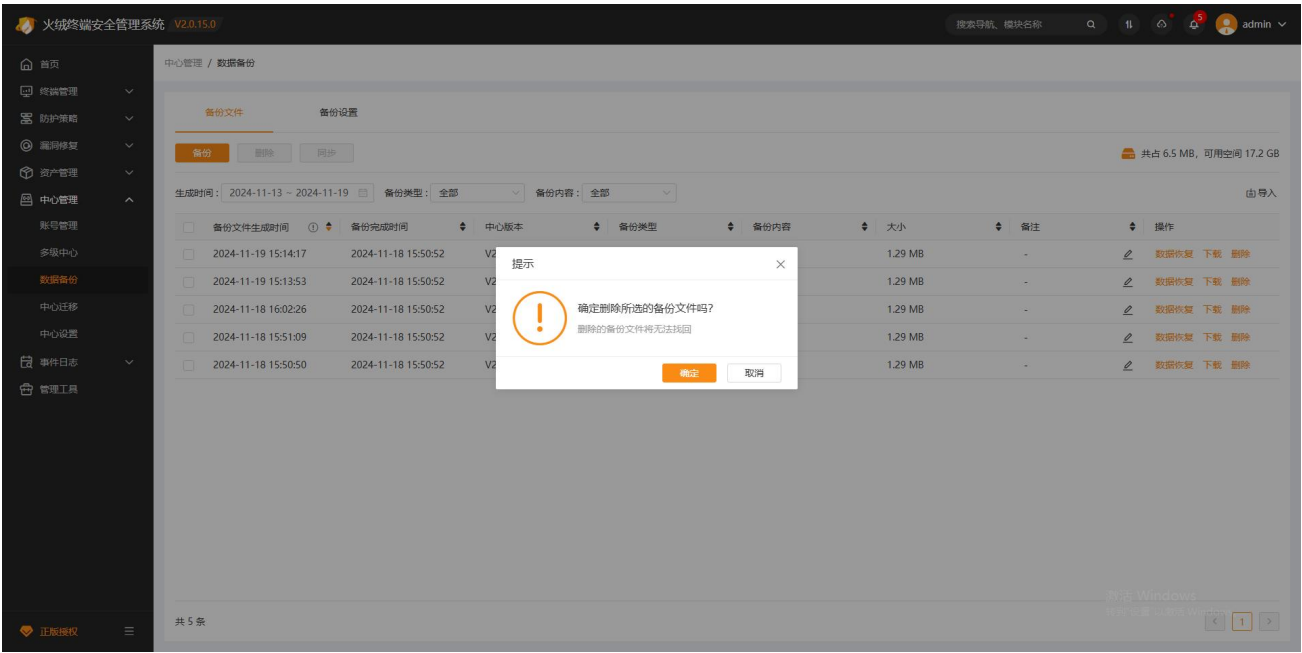 火绒终端安全管理系统 V2.0.15.0 搜索导航、模块名称 5 admin
首页
终端管理
防护策略
漏洞修复
资产管理
中心管理
账号管理
多级中心
数据备份
中心迁移
中心设置
事件日志
管理工具
正版授权
中心管理 / 数据备份
备份文件 备份设置
备份 删除 同步 共占 6.5 MB，可用空间 17.2 GB
生成时间： 2024-11-13 ~ 2024-11-19 备份类型： 全部 备份内容： 全部 导入
备份文件生成时间 备份完成时间 中心版本 备份类型 备份内容 大小 备注 操作
2024-11-19 15:14:17 2024-11-18 15:50:52 V2 1.29 MB - 数据恢复 下载 删除
2024-11-19 15:13:53 2024-11-18 15:50:52 V2 1.29 MB - 数据恢复 下载 删除
2024-11-18 16:02:26 2024-11-18 15:50:52 V2 1.29 MB - 数据恢复 下载 删除
2024-11-18 15:51:09 2024-11-18 15:50:52 V2 1.29 MB - 数据恢复 下载 删除
2024-11-18 15:50:50 2024-11-18 15:50:52 V2 1.29 MB - 数据恢复 下载 删除
提示
确定删除所选的备份文件吗?
删除的备份文件将无法找回
确定 取消
激活 Windows
共 5 条 1